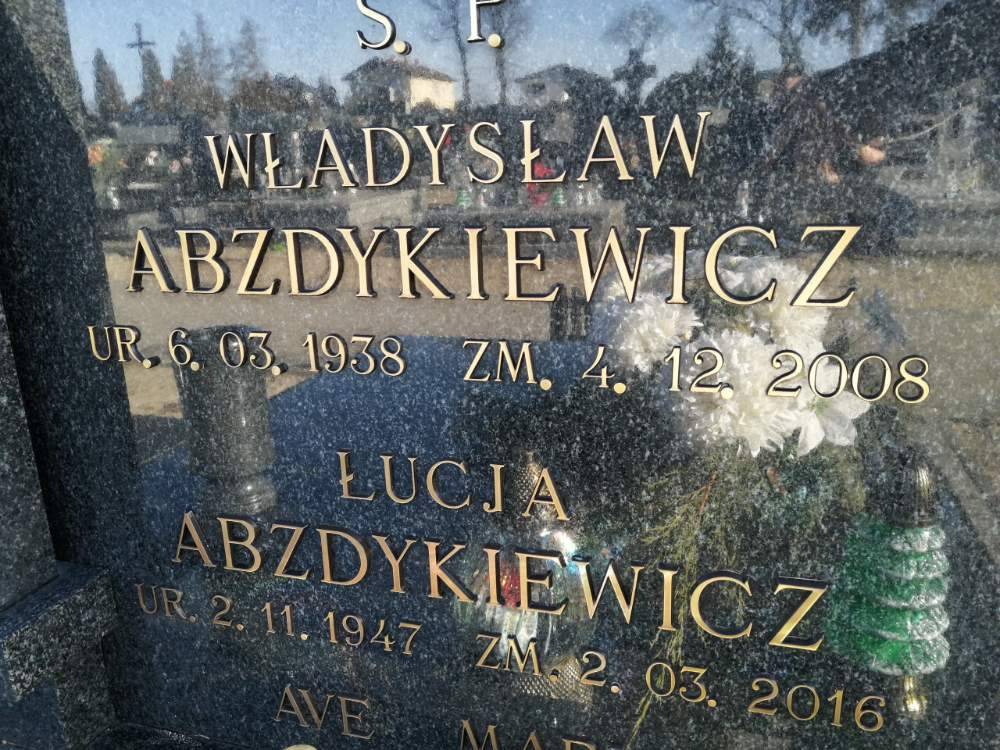 Ś. P.
WŁADYSŁAW
ABZDYKIEWICZ
UR. 6. 03. 1938 ZM. 4. 12. 2008
ŁUCJA
ABZDYKIEWICZ
UR. 2. 11. 1947 ZM. 2. 03. 2016
AVE